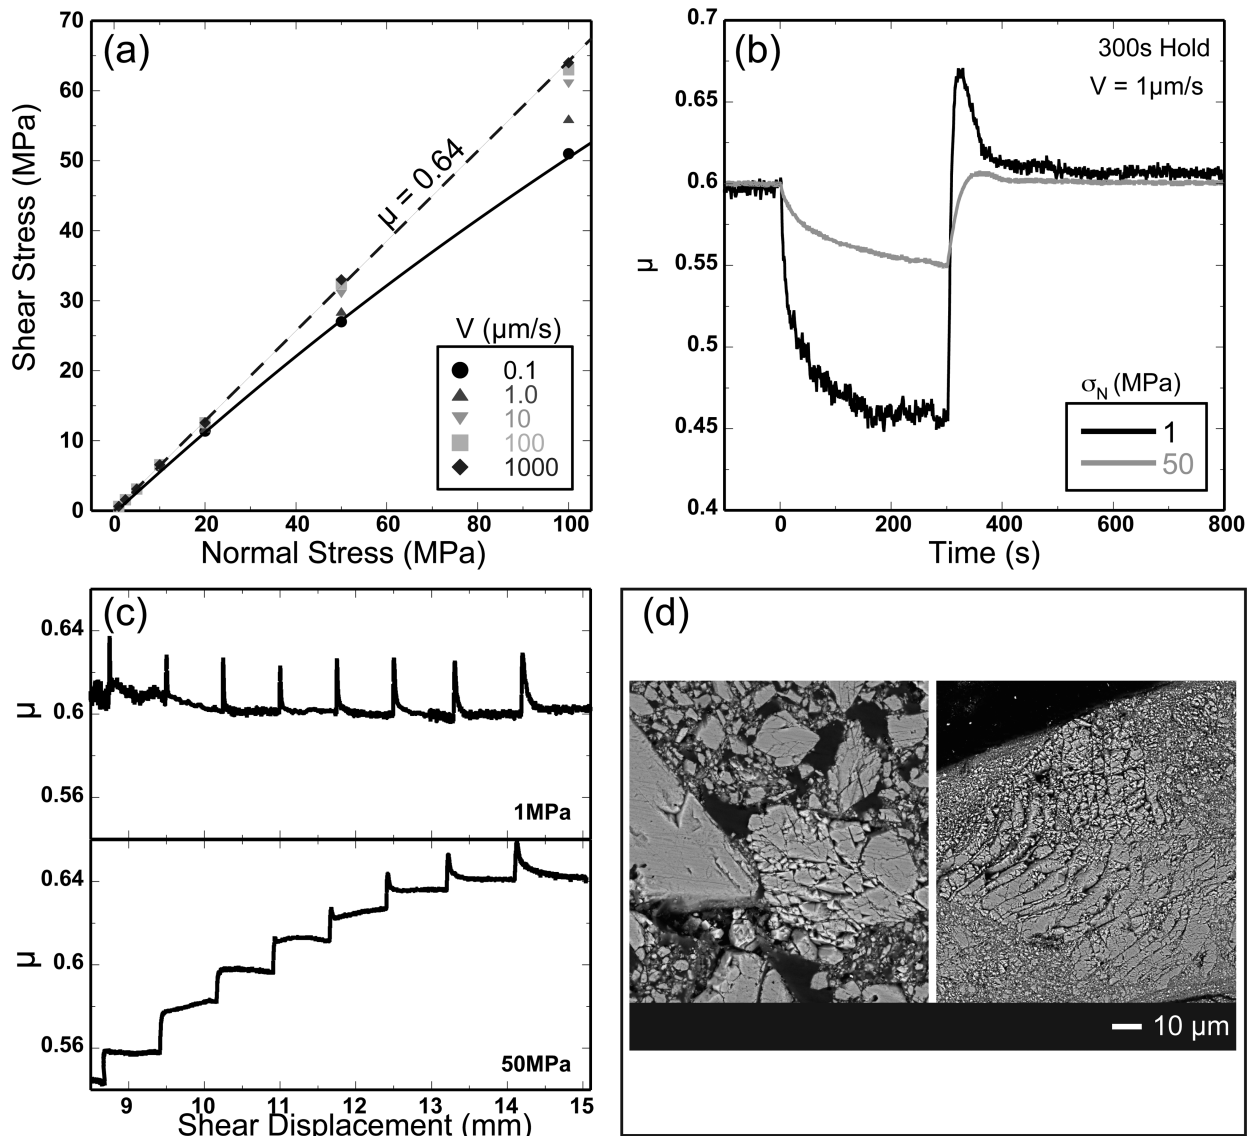 (a)
70
60
50
40
30
20
10
0
Shear Stress (MPa)
μ = 0.64
V (μm/s)
0.1
1.0
10
100
1000
0 20 40 60 80 100
Normal Stress (MPa)
(b)
300s Hold
V = 1μm/s
0.7
0.65
0.6
0.55
0.5
0.45
0.4
μ
σN (MPa)
1
50
0 200 400 600 800
Time (s)
(c)
0.64
0.6
0.56
μ
1MPa
0.64
0.6
0.56
μ
50MPa
9 10 11 12 13 14 15
Shear Displacement (mm)
(d)
10 μm